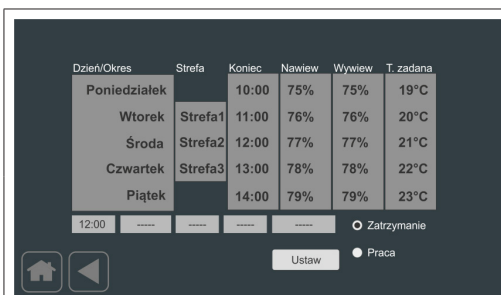 Dzień/Okres Strefa Koniec Nawiew Wywiew T. zadana
Poniedziałek 10:00 75% 75% 19°C
Wtorek Strefa1 11:00 76% 76% 20°C
Środa Strefa2 12:00 77% 77% 21°C
Czwartek Strefa3 13:00 78% 78% 22°C
Piątek 14:00 79% 79% 23°C
12:00 ----- ----- ----- ----- Zatrzymanie
Ustaw Praca